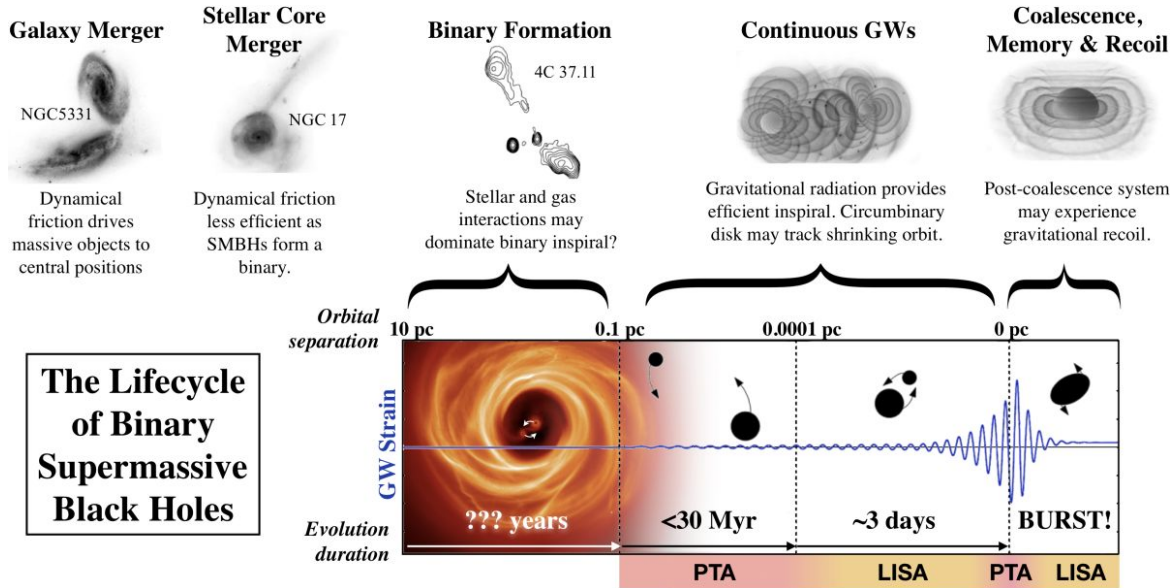 Galaxy Merger
NGC5331
Dynamical
friction drives
massive objects to
central positions
Stellar Core
Merger
NGC 17
Dynamical friction
less efficient as
SMBHs form a
binary.
Binary Formation
4C 37.11
Stellar and gas
interactions may
dominate binary inspiral?
Continuous GWs
Gravitational radiation provides
efficient inspiral. Circumbinary
disk may track shrinking orbit.
Coalescence,
Memory & Recoil
Post-coalescence system
may experience
gravitational recoil.
The Lifecycle
of Binary
Supermassive
Black Holes
Orbital
separation
10 pc
0.1 pc
0.0001 pc
0 pc
GW Strain
??? years
<30 Myr
~3 days
BURST!
Evolution
duration
PTA
LISA
PTA
LISA